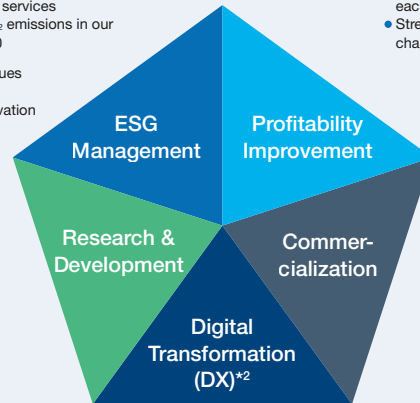 services
₂ emissions in our
ues
vation
each
● Stre
cha
ESG
Management
Profitability
Improvement
Research &
Development
Commer-
cialization
Digital
Transformation
(DX)*²